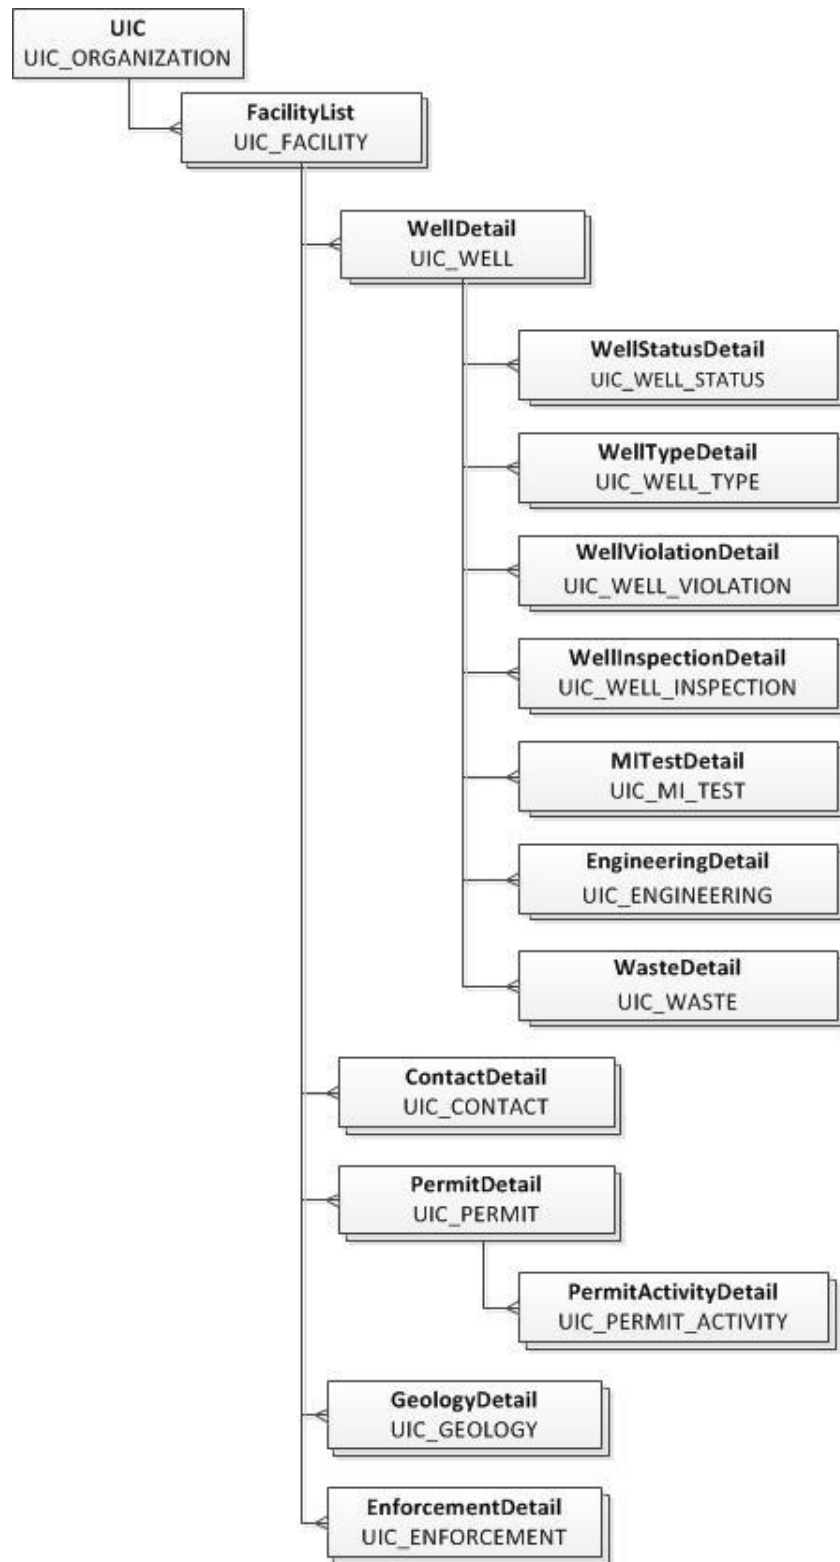 UIC
UIC_ORGANIZATION
FacilityList
UIC_FACILITY
WellDetail
UIC_WELL
WellStatusDetail
UIC_WELL_STATUS
WellTypeDetail
UIC_WELL_TYPE
WellViolationDetail
UIC_WELL_VIOLATION
WellInspectionDetail
UIC_WELL_INSPECTION
MITestDetail
UIC_MI_TEST
EngineeringDetail
UIC_ENGINEERING
WasteDetail
UIC_WASTE
ContactDetail
UIC_CONTACT
PermitDetail
UIC_PERMIT
PermitActivityDetail
UIC_PERMIT_ACTIVITY
GeologyDetail
UIC_GEOLOGY
EnforcementDetail
UIC_ENFORCEMENT